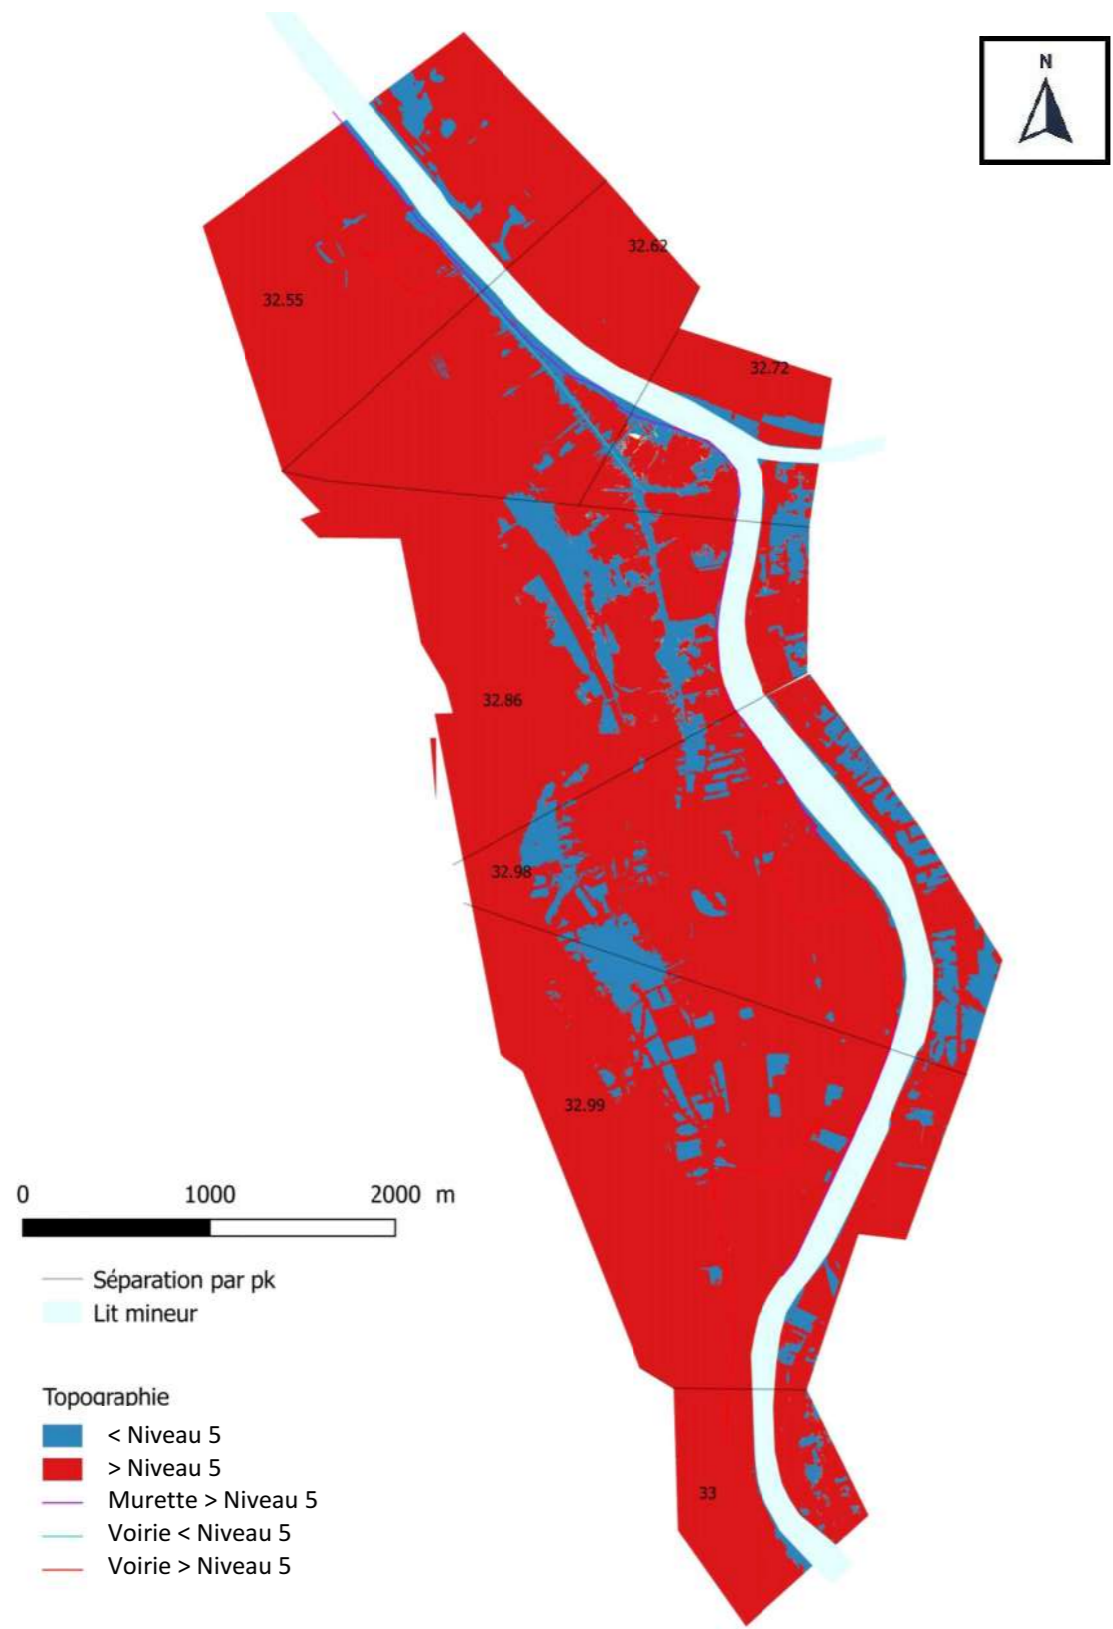 N
32.62
32.55
32.72
32.86
32.98
32.99
0 1000 2000 m
Séparation par pk
Lit mineur
Topographie
< Niveau 5
> Niveau 5
Murette > Niveau 5
33
Voirie < Niveau 5
Voirie > Niveau 5